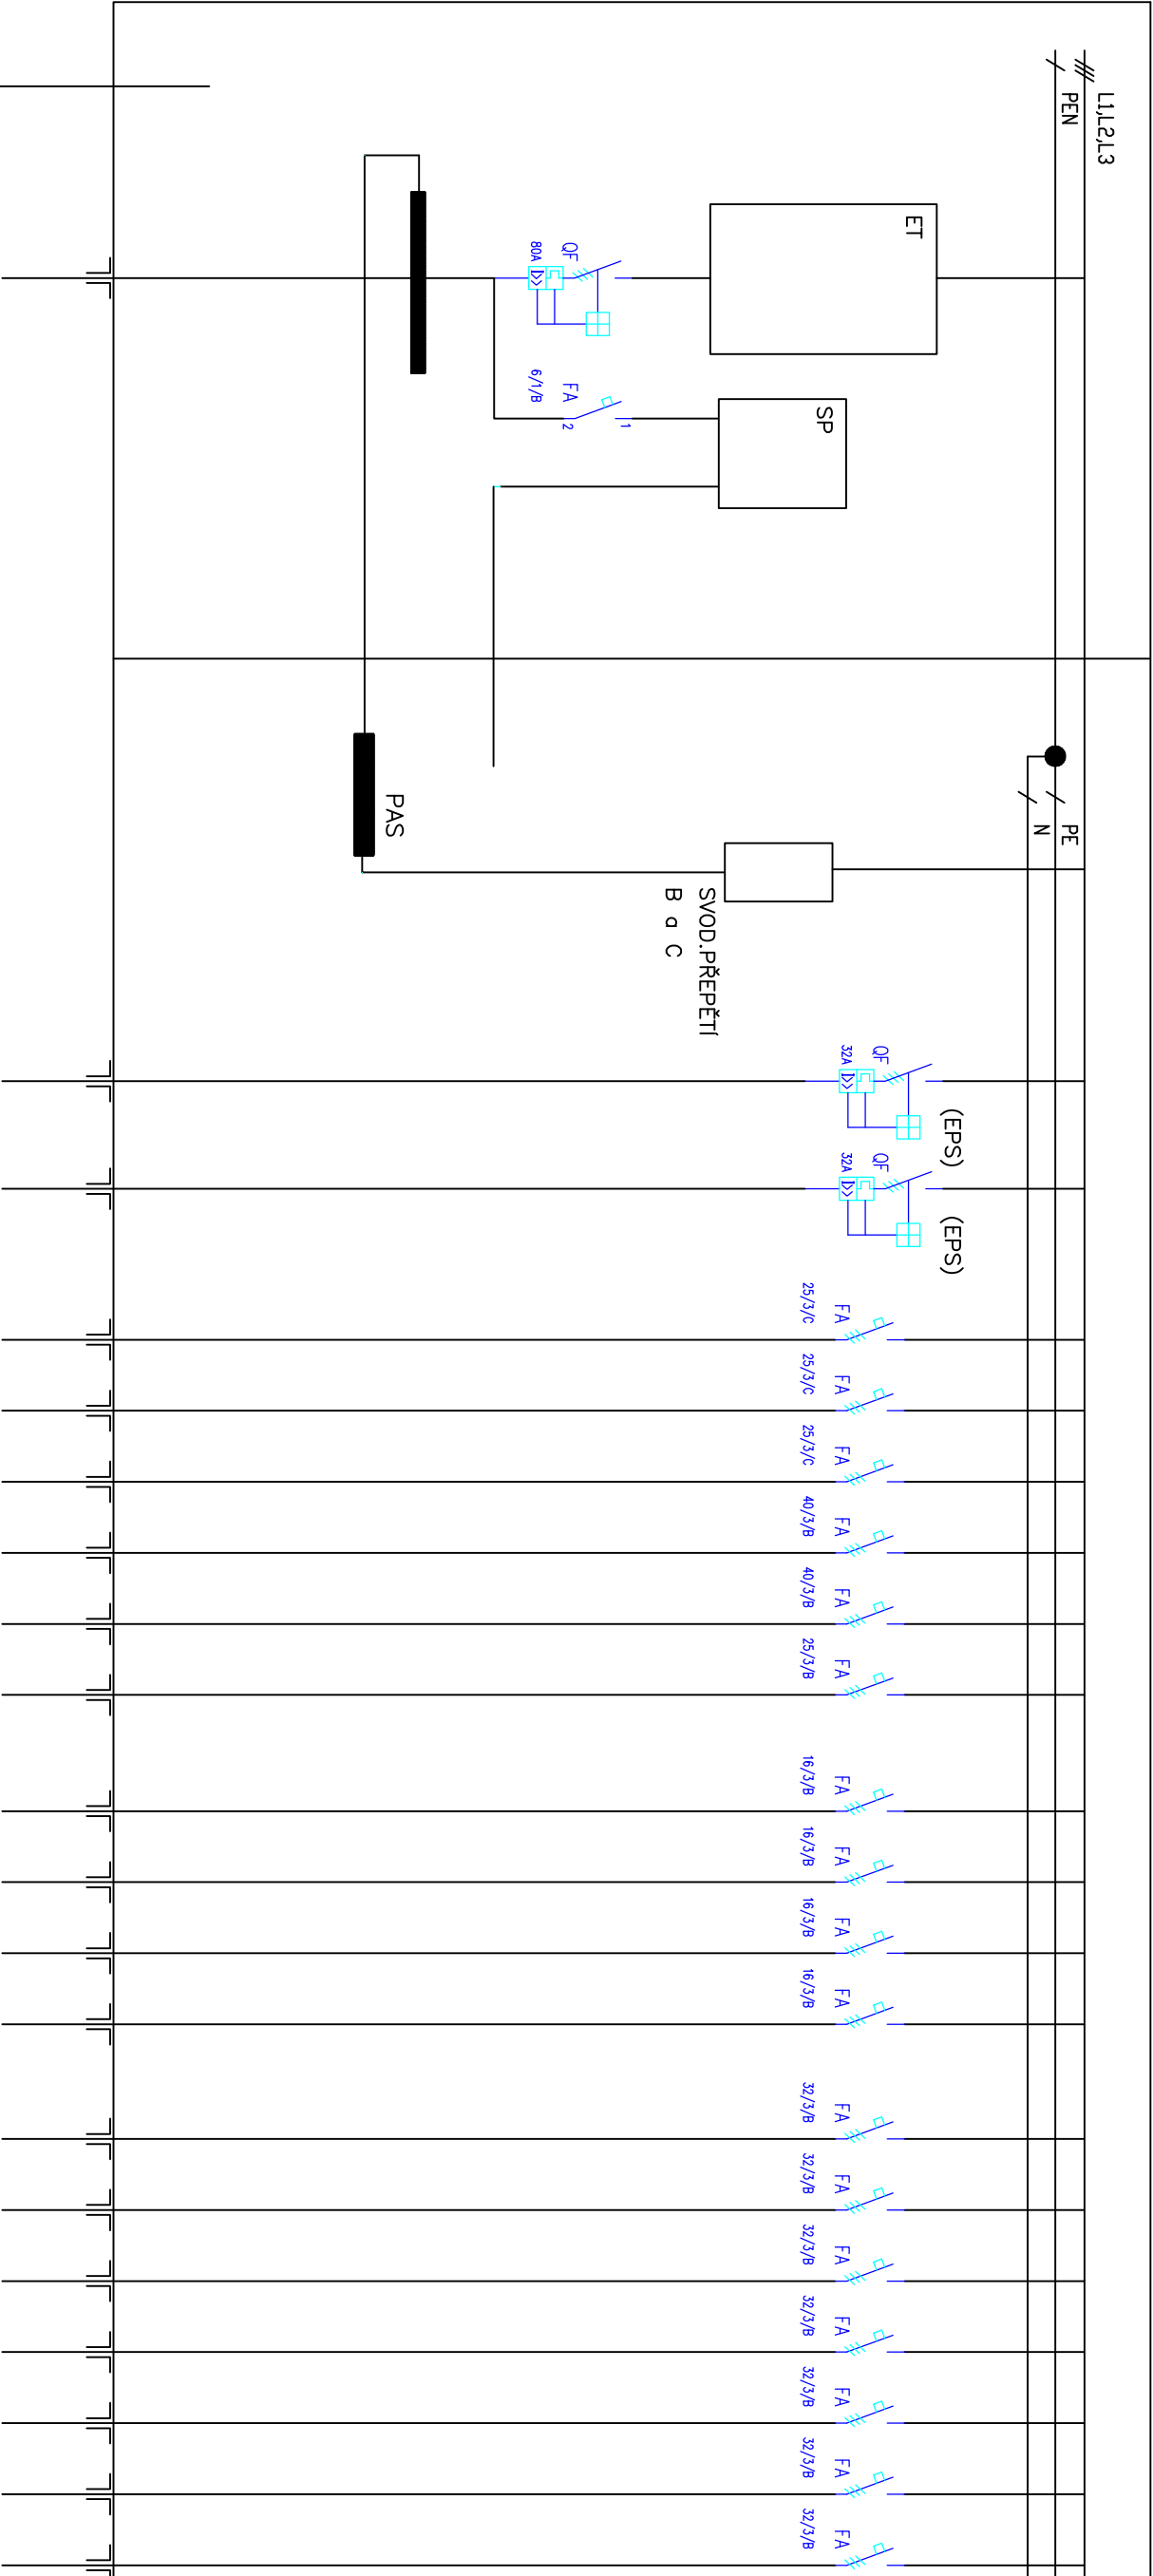 L1,L2,L3
PEN
ET
QF
80A
SP
FA
6/1/B
1
2
PE
N
PAS
SVOD.PŘEPĚTÍ
B a C
(EPS)
QF
32A
(EPS)
QF
32A
FA
25/3/C
FA
25/3/C
FA
25/3/C
FA
40/3/B
FA
40/3/B
FA
25/3/B
FA
16/3/B
FA
16/3/B
FA
16/3/B
FA
16/3/B
FA
32/3/B
FA
32/3/B
FA
32/3/B
FA
32/3/B
FA
32/3/B
FA
32/3/B
FA
32/3/B